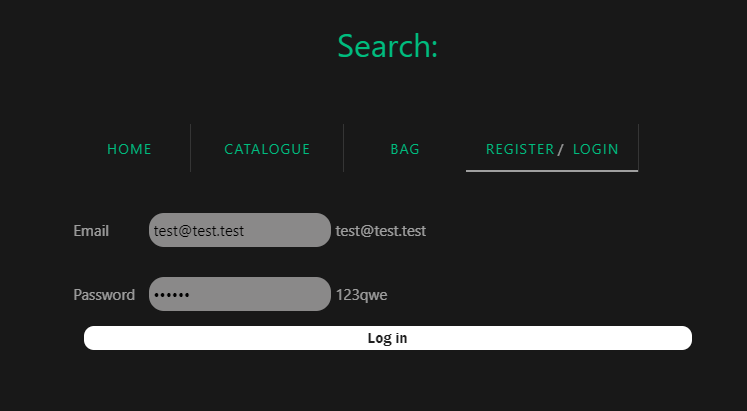 Search:
HOME CATALOGUE BAG REGISTER / LOGIN
Email test@test.test test@test.test
Password •••••• 123qwe
Log in